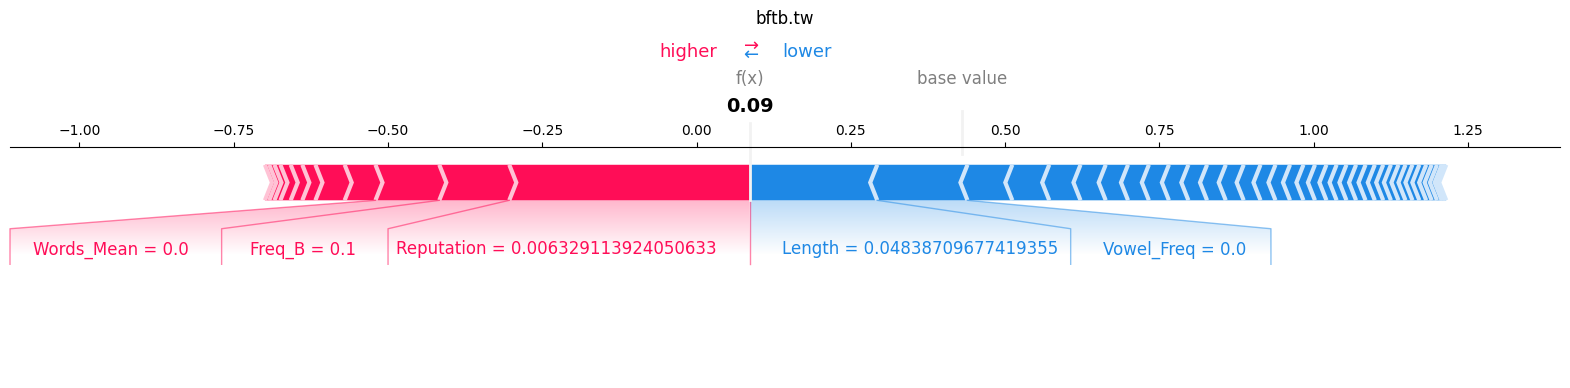 bftb.tw
higher ⇄ lower
f(x) base value
0.09
−1.00 −0.75 −0.50 −0.25 0.00 0.25 0.50 0.75 1.00 1.25
Words_Mean = 0.0 Freq_B = 0.1 Reputation = 0.006329113924050633 Length = 0.04838709677419355 Vowel_Freq = 0.0